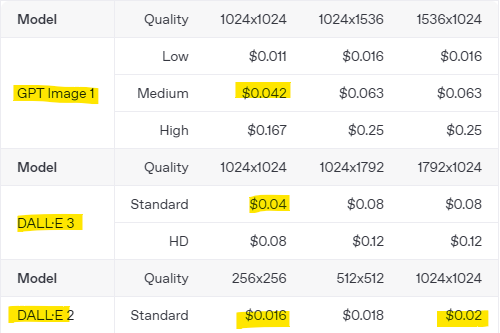 Model Quality 1024x1024 1024x1536 1536x1024
Low $0.011 $0.016 $0.016
GPT Image 1 Medium $0.042 $0.063 $0.063
High $0.167 $0.25 $0.25
Model Quality 1024x1024 1024x1792 1792x1024
Standard $0.04 $0.08 $0.08
DALL·E 3
HD $0.08 $0.12 $0.12
Model Quality 256x256 512x512 1024x1024
DALL·E 2 Standard $0.016 $0.018 $0.02